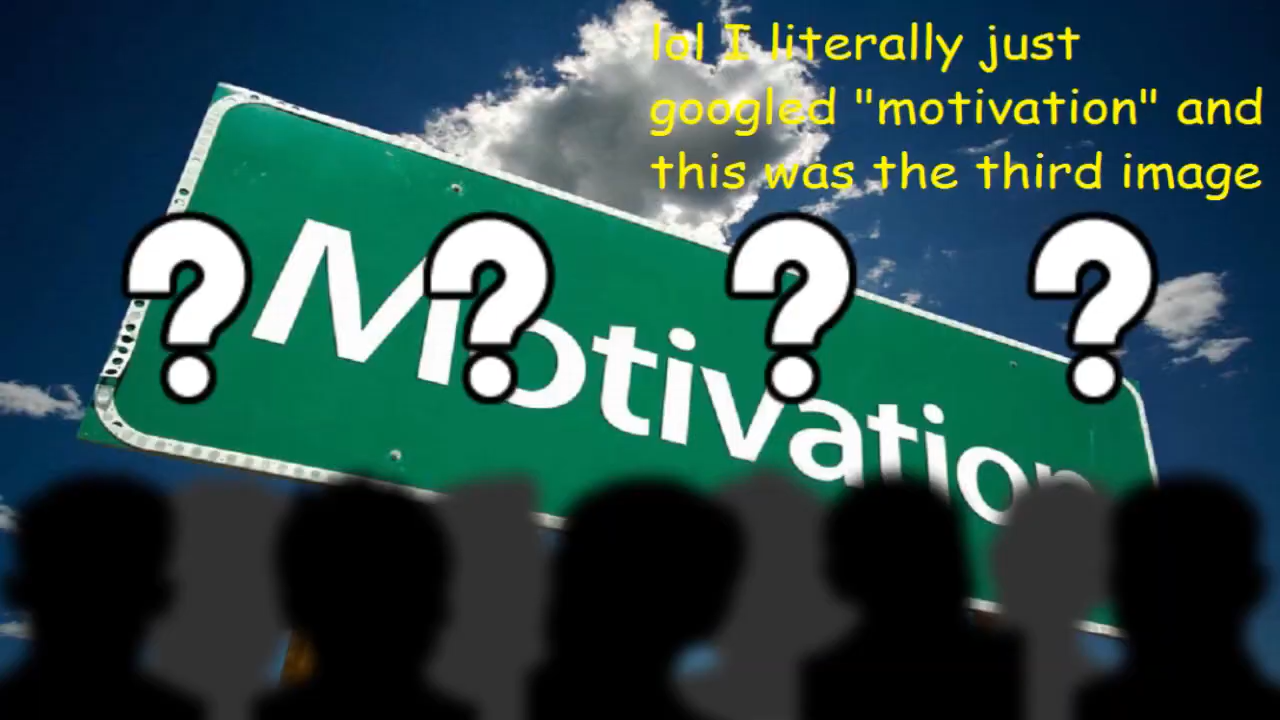 lol I literally just
googled "motivation" and
this was the third image
? ? ? ?
Motivation